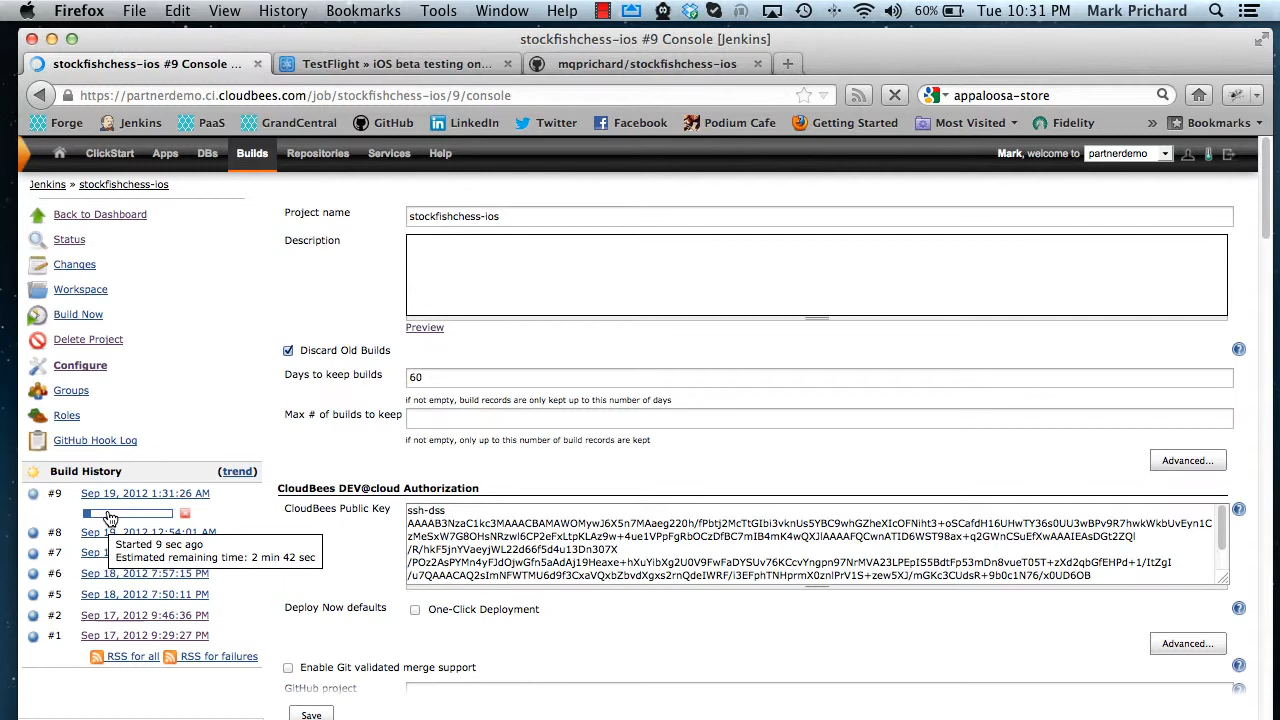 Firefox File Edit View History Bookmarks Tools Window Help 60% Tue 10:31 PM Mark Prichard
stockfishchess-ios #9 Console [Jenkins]
stockfishchess-ios #9 Console ... TestFlight » iOS beta testing on... mqprichard/stockfishchess-ios
https://partnerdemo.ci.cloudbees.com/job/stockfishchess-ios/9/console appaloosa-store
Forge Jenkins PaaS GrandCentral GitHub LinkedIn Twitter Facebook Podium Cafe Getting Started Most Visited Fidelity » Bookmarks
ClickStart Apps DBs Builds Repositories Services Help Mark, welcome to partnerdemo
Jenkins » stockfishchess-ios
Back to Dashboard
Status
Changes
Workspace
Build Now
Delete Project
Configure
Groups
Roles
GitHub Hook Log
Build History (trend)
#9 Sep 19, 2012 1:31:26 AM
#8 Sep 19, 2012 12:54:01 AM
Started 9 sec ago
Estimated remaining time: 2 min 42 sec
#7 Sep 1
#6 Sep 18, 2012 7:57:15 PM
#5 Sep 18, 2012 7:50:11 PM
#2 Sep 17, 2012 9:46:36 PM
#1 Sep 17, 2012 9:29:27 PM
RSS for all RSS for failures
Project name stockfishchess-ios
Description
Preview
Discard Old Builds
Days to keep builds 60
if not empty, build records are only kept up to this number of days
Max # of builds to keep
if not empty, only up to this number of build records are kept
Advanced...
CloudBees DEV@cloud Authorization
CloudBees Public Key ssh-dss
Deploy Now defaults One-Click Deployment
Advanced...
Enable Git validated merge support
GitHub project
Save